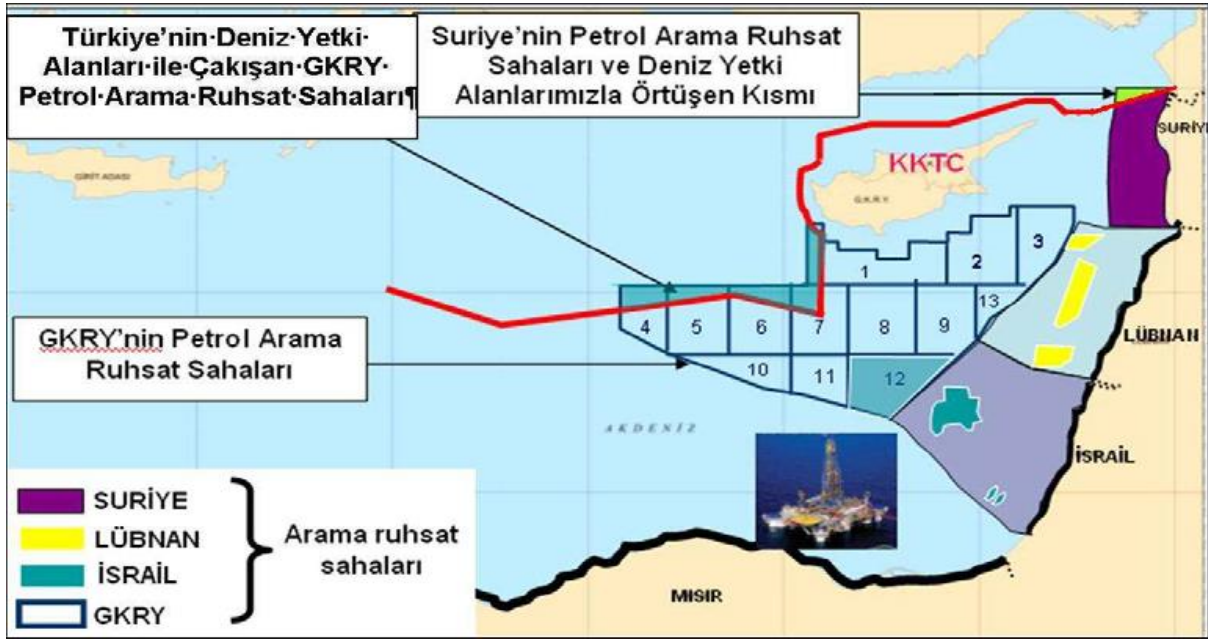 Türkiye'nin·Deniz·Yetki·
Alanları·ile·Çakışan·GKRY·
Petrol·Arama·Ruhsat·Sahaları¶
Suriye'nin Petrol Arama Ruhsat
Sahaları ve Deniz Yetki
Alanlarımızla Örtüşen Kısmı
SURİYE
GİRİT ADASI
KKTC
G.K.R.Y.
3
2
1
13
4
5
6
7
8
9
LÜBNAN
GKRY'nin Petrol Arama
Ruhsat Sahaları
10
11
12
AKDENİZ
İSRAİL
SURİYE
LÜBNAN
İSRAİL
GKRY
Arama ruhsat
sahaları
MISIR